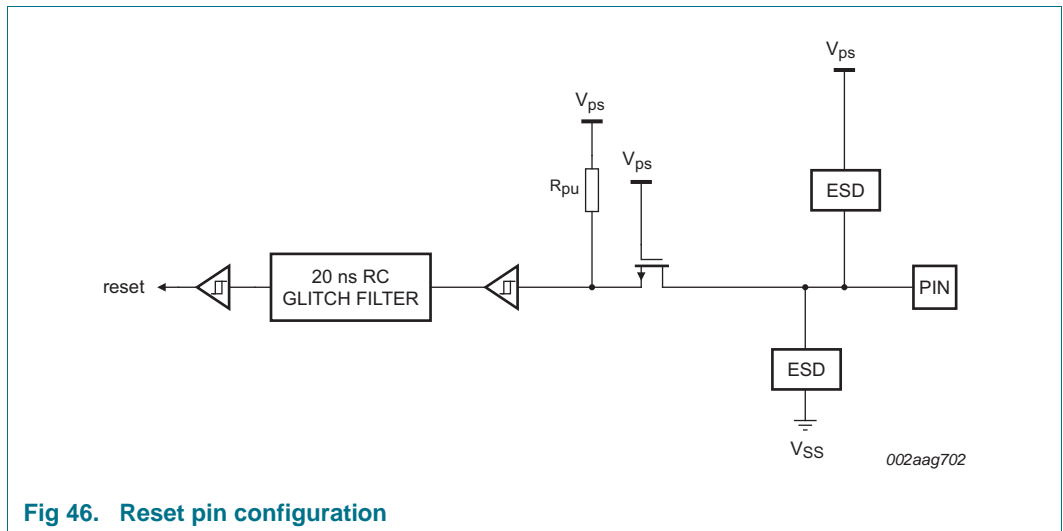 Vps
Vps
Vps
Rpu
ESD
reset
20 ns RC
GLITCH FILTER
PIN
ESD
VSS
002aag702
Fig 46. Reset pin configuration